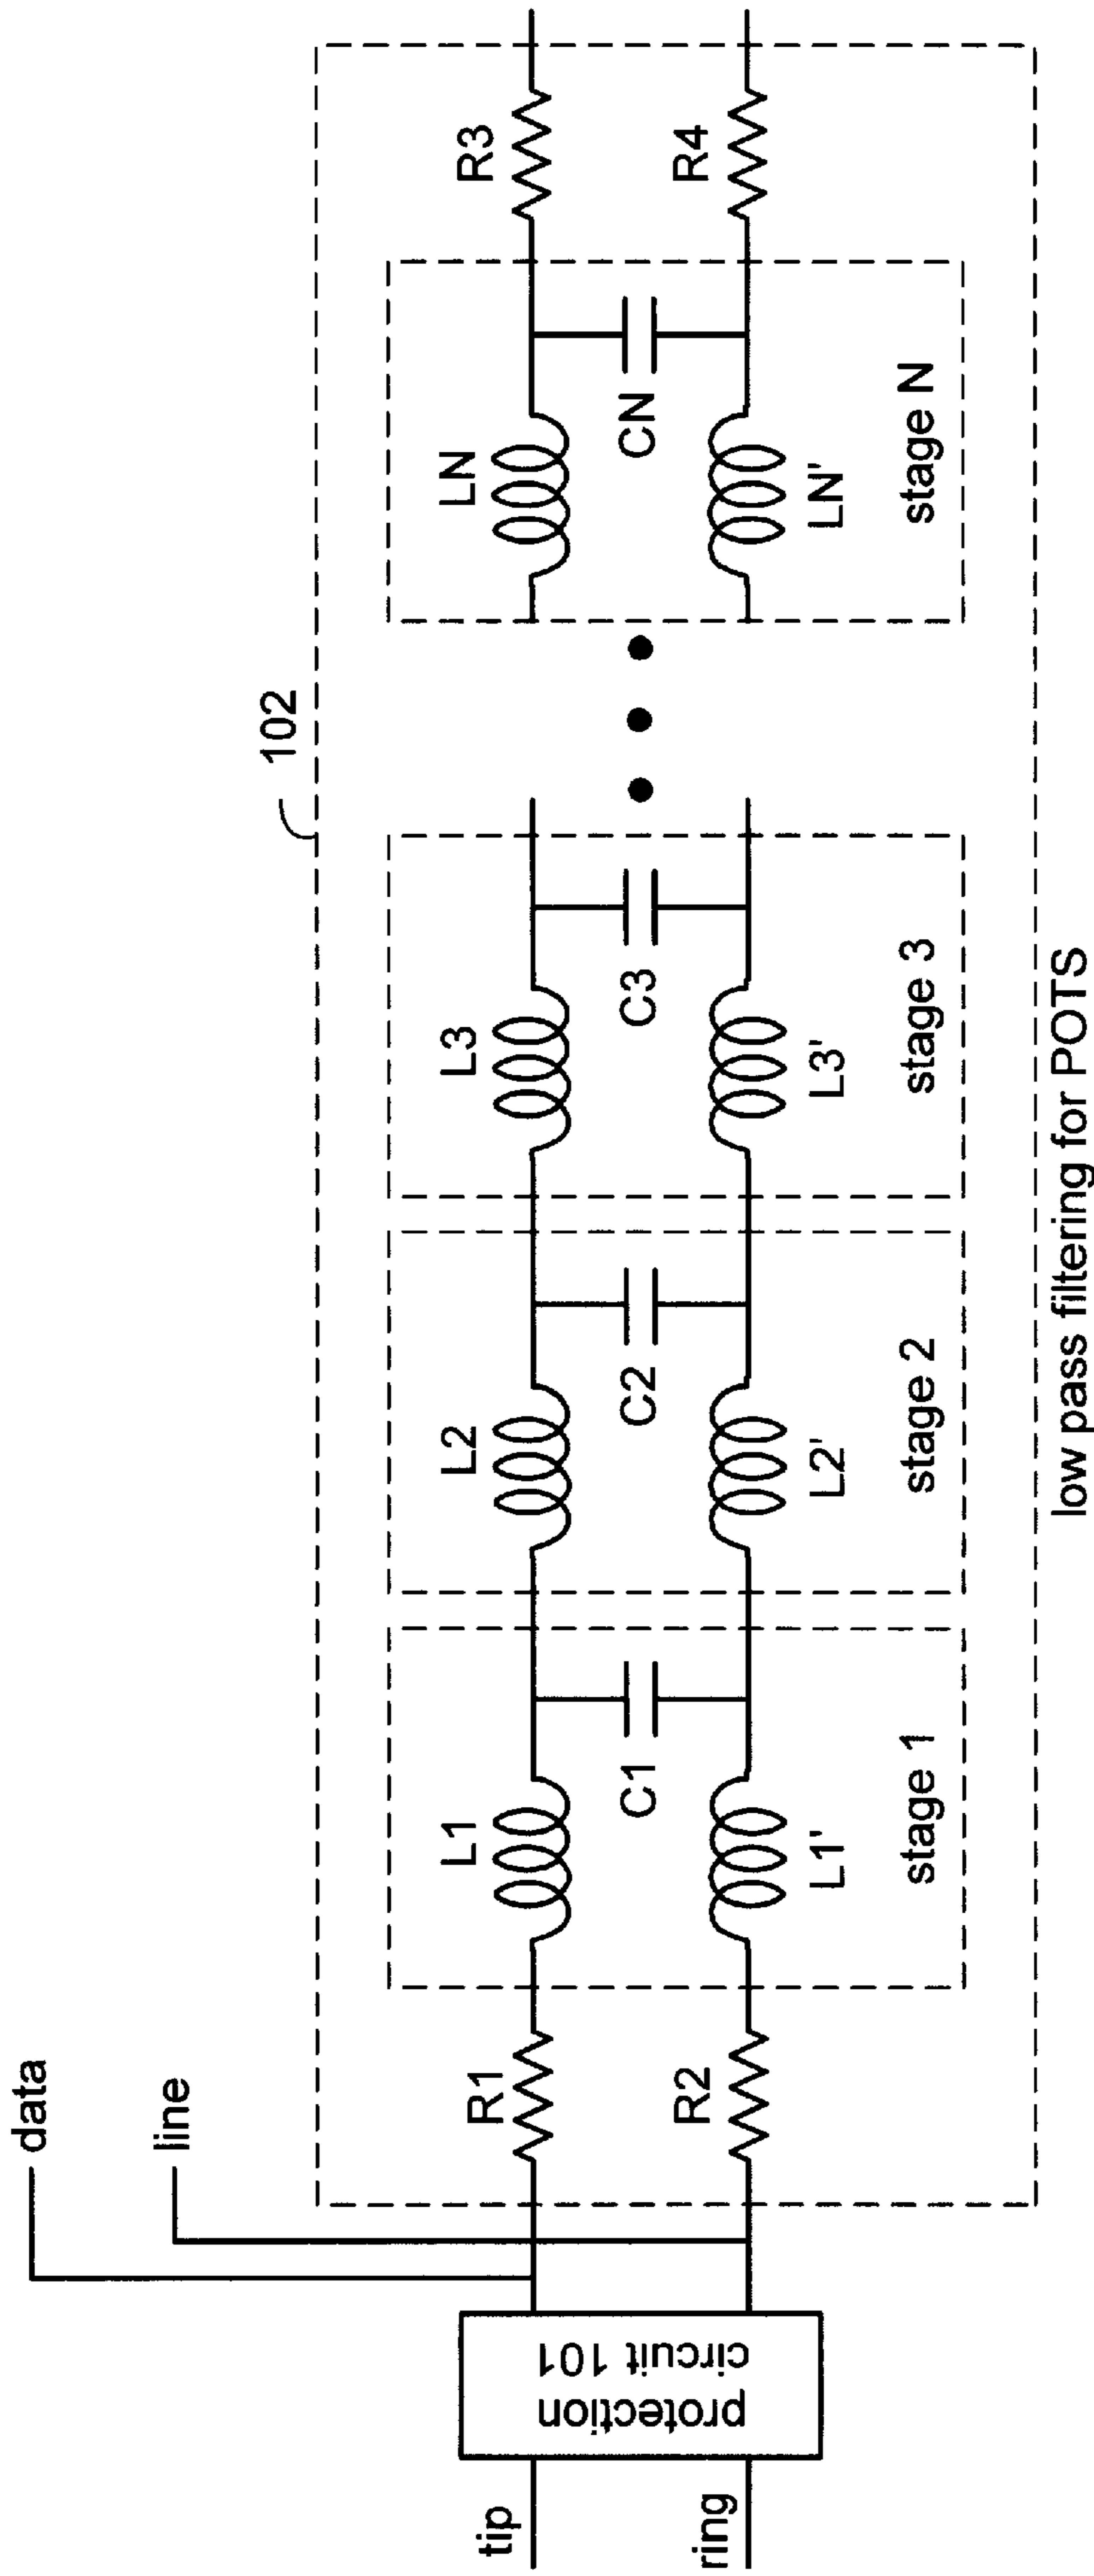 data
line
102
tip
ring
protection
circuit 101
R1
R2
L1
C1
L1'
stage 1
L2
C2
L2'
stage 2
L3
C3
L3'
stage 3
LN
CN
LN'
stage N
R3
R4
low pass filtering for POTS